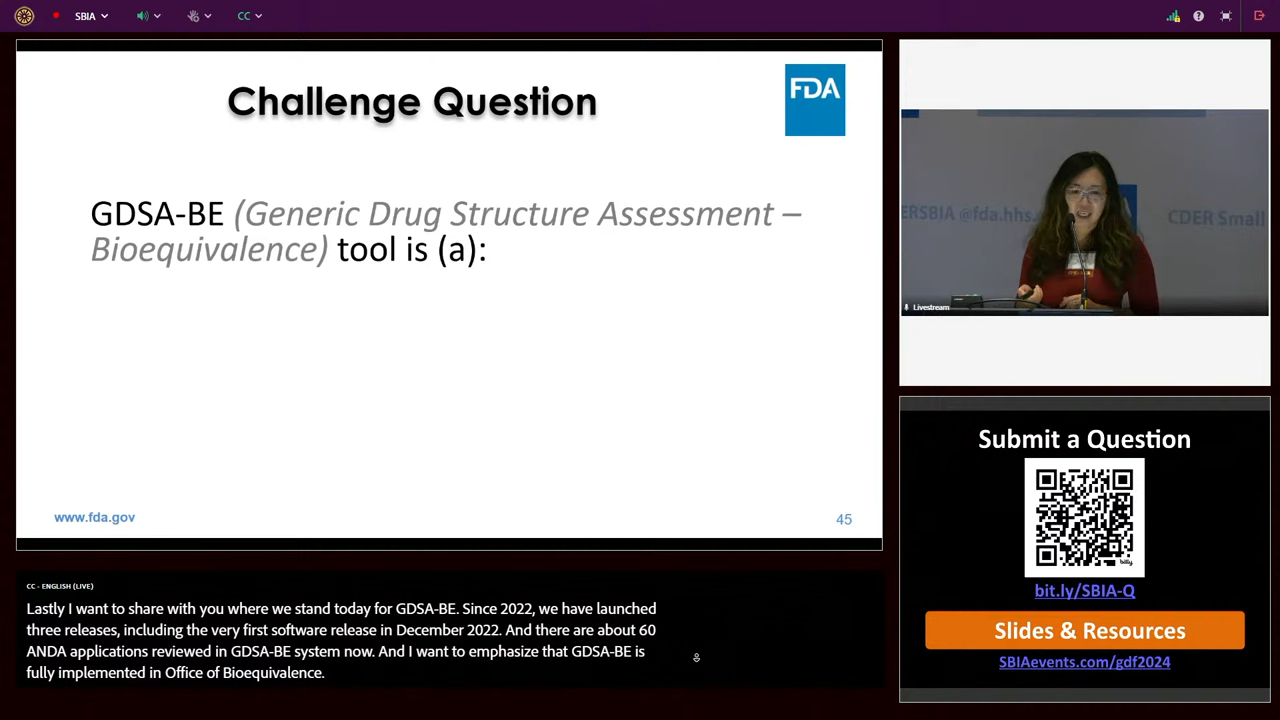 SBIA
CC
Challenge Question
FDA
GDSA-BE (Generic Drug Structure Assessment –
Bioequivalence) tool is (a):
www.fda.gov
45
ERSBIA @fda.hhs.
CDER Small
Livestream
Submit a Question
bitly
bit.ly/SBIA-Q
Slides & Resources
SBIAevents.com/gdf2024
CC - ENGLISH (LIVE)
Lastly I want to share with you where we stand today for GDSA-BE. Since 2022, we have launched
three releases, including the very first software release in December 2022. And there are about 60
ANDA applications reviewed in GDSA-BE system now. And I want to emphasize that GDSA-BE is
fully implemented in Office of Bioequivalence.